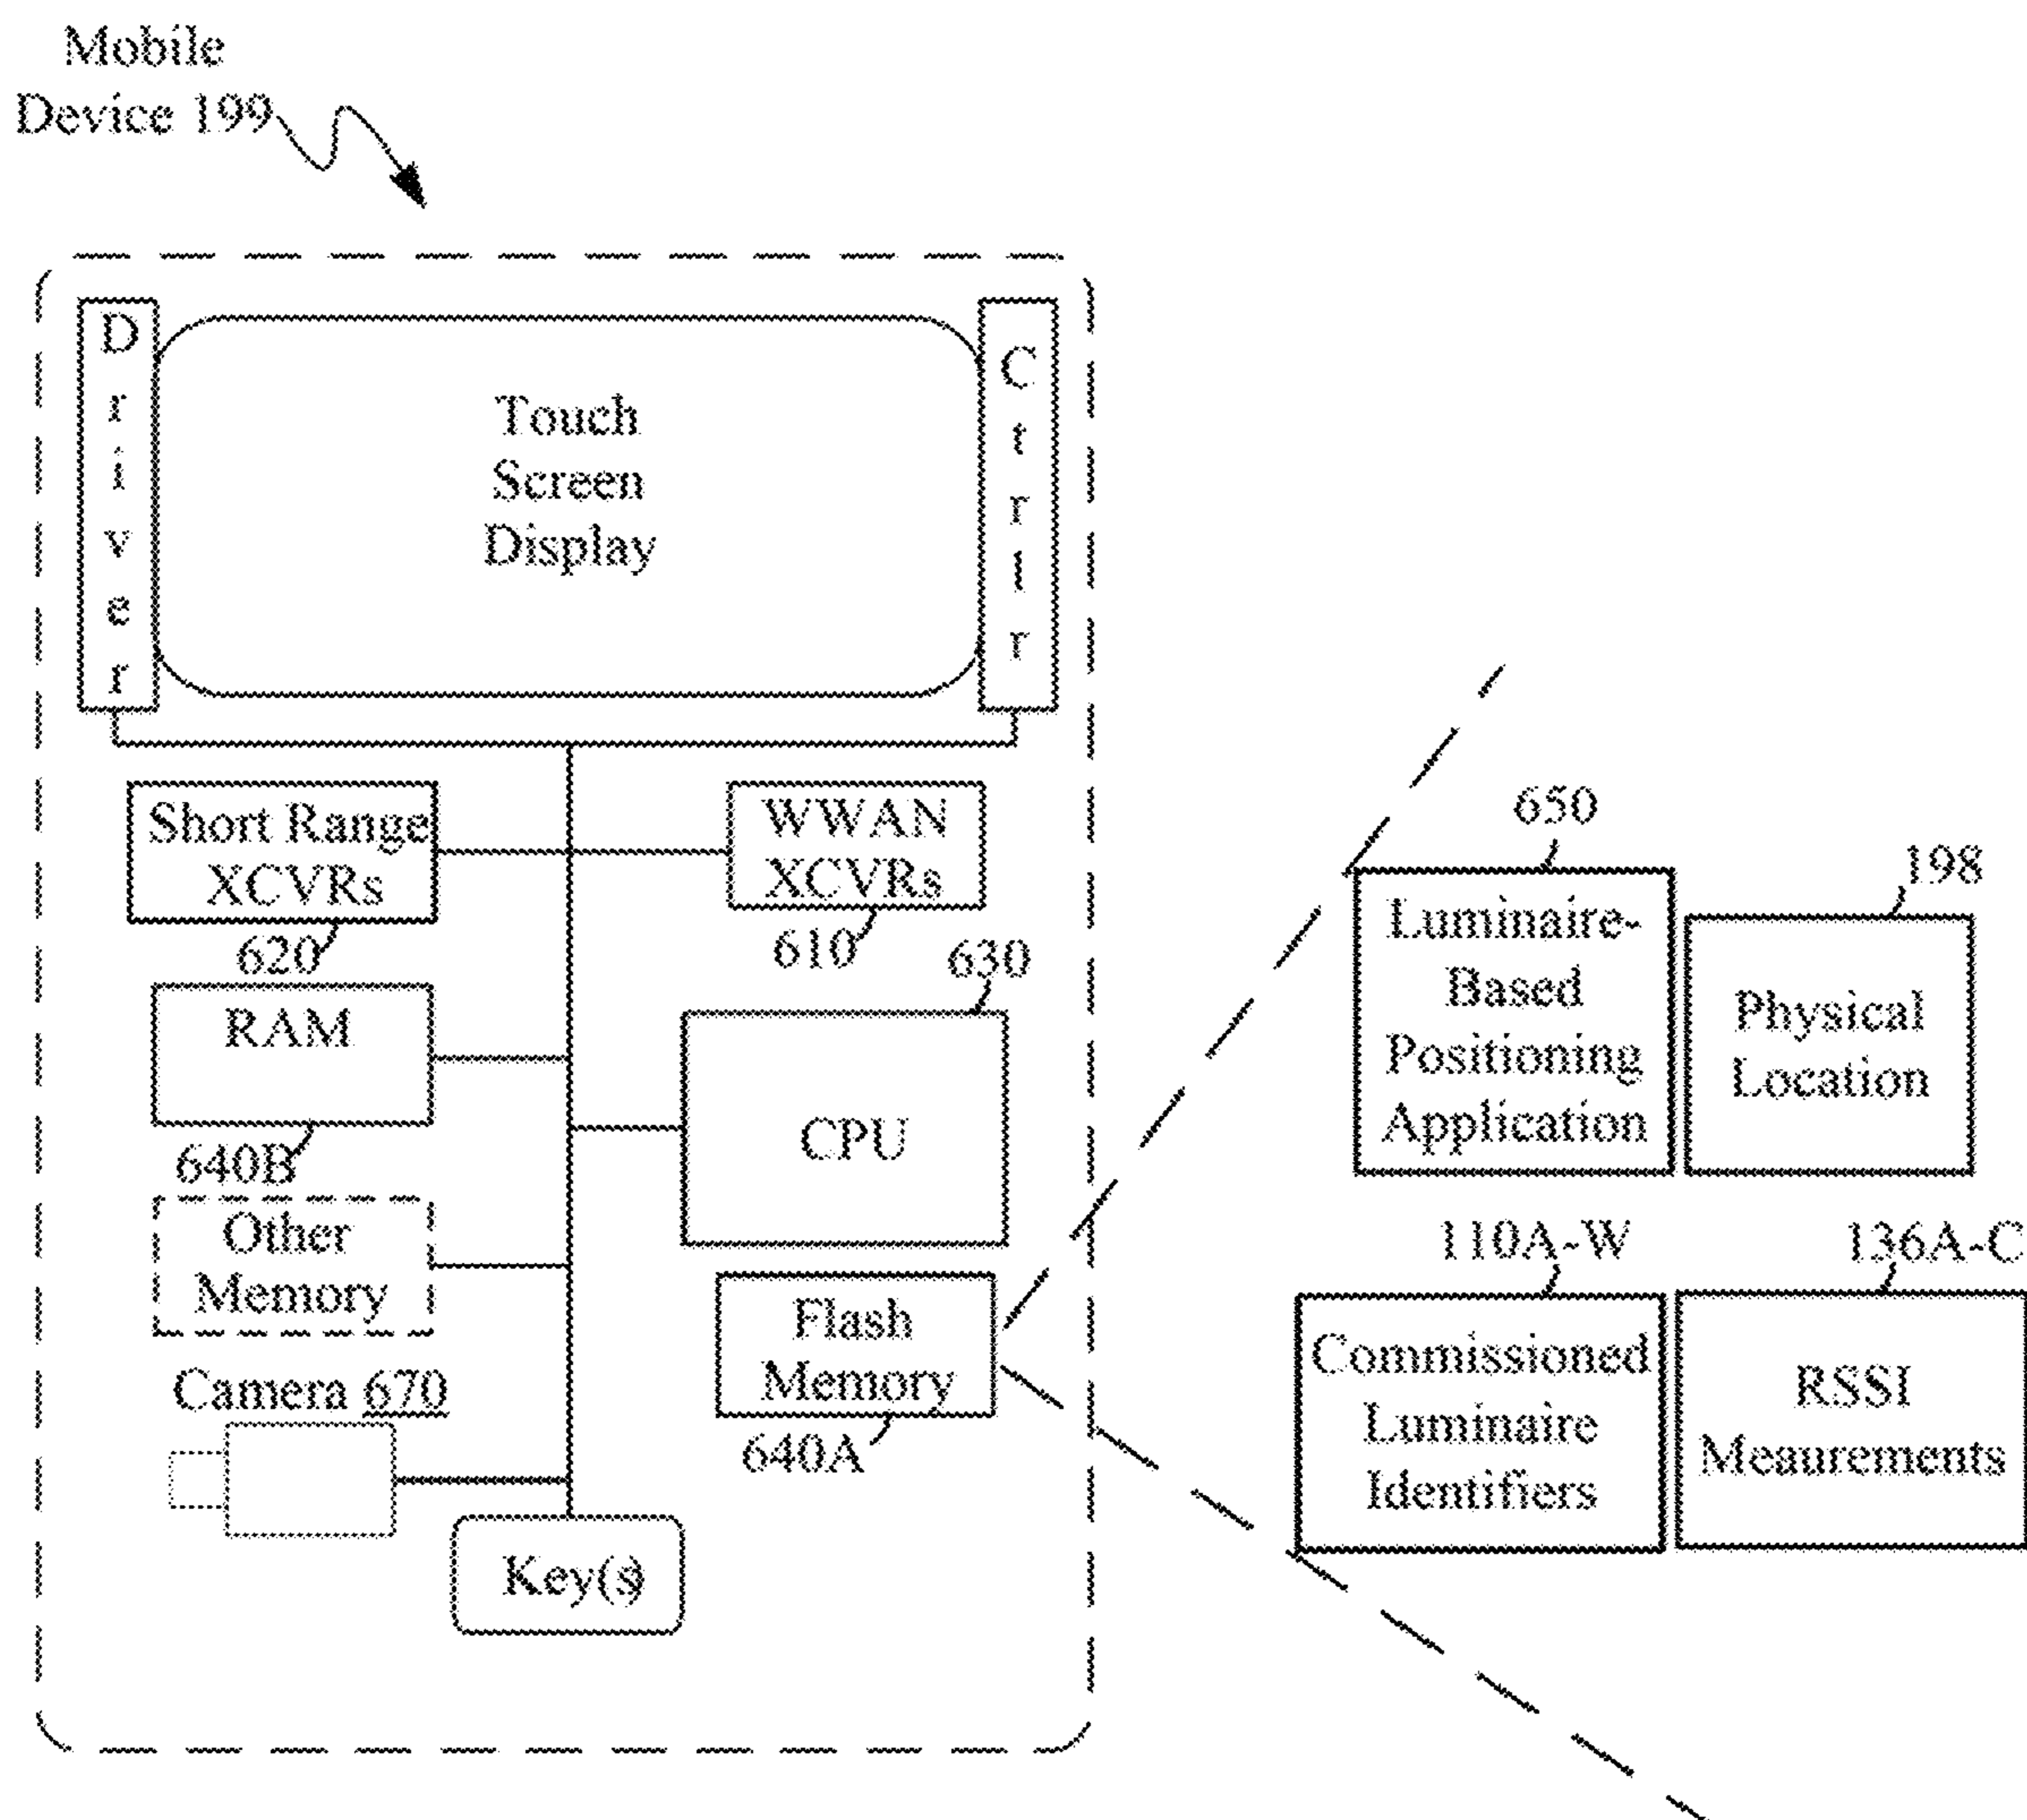 Mobile
Device 199
Driver
Touch
Screen
Display
Ctrlr
Short Range
XCVRs
620
WWAN
XCVRs
610
630
RAM
640B
CPU
Other
Memory
Flash
Memory
640A
Camera 670
Key(s)
650
Luminaire-
Based
Positioning
Application
198
Physical
Location
110A-W
Commissioned
Luminaire
Identifiers
136A-C
RSSI
Meaurements